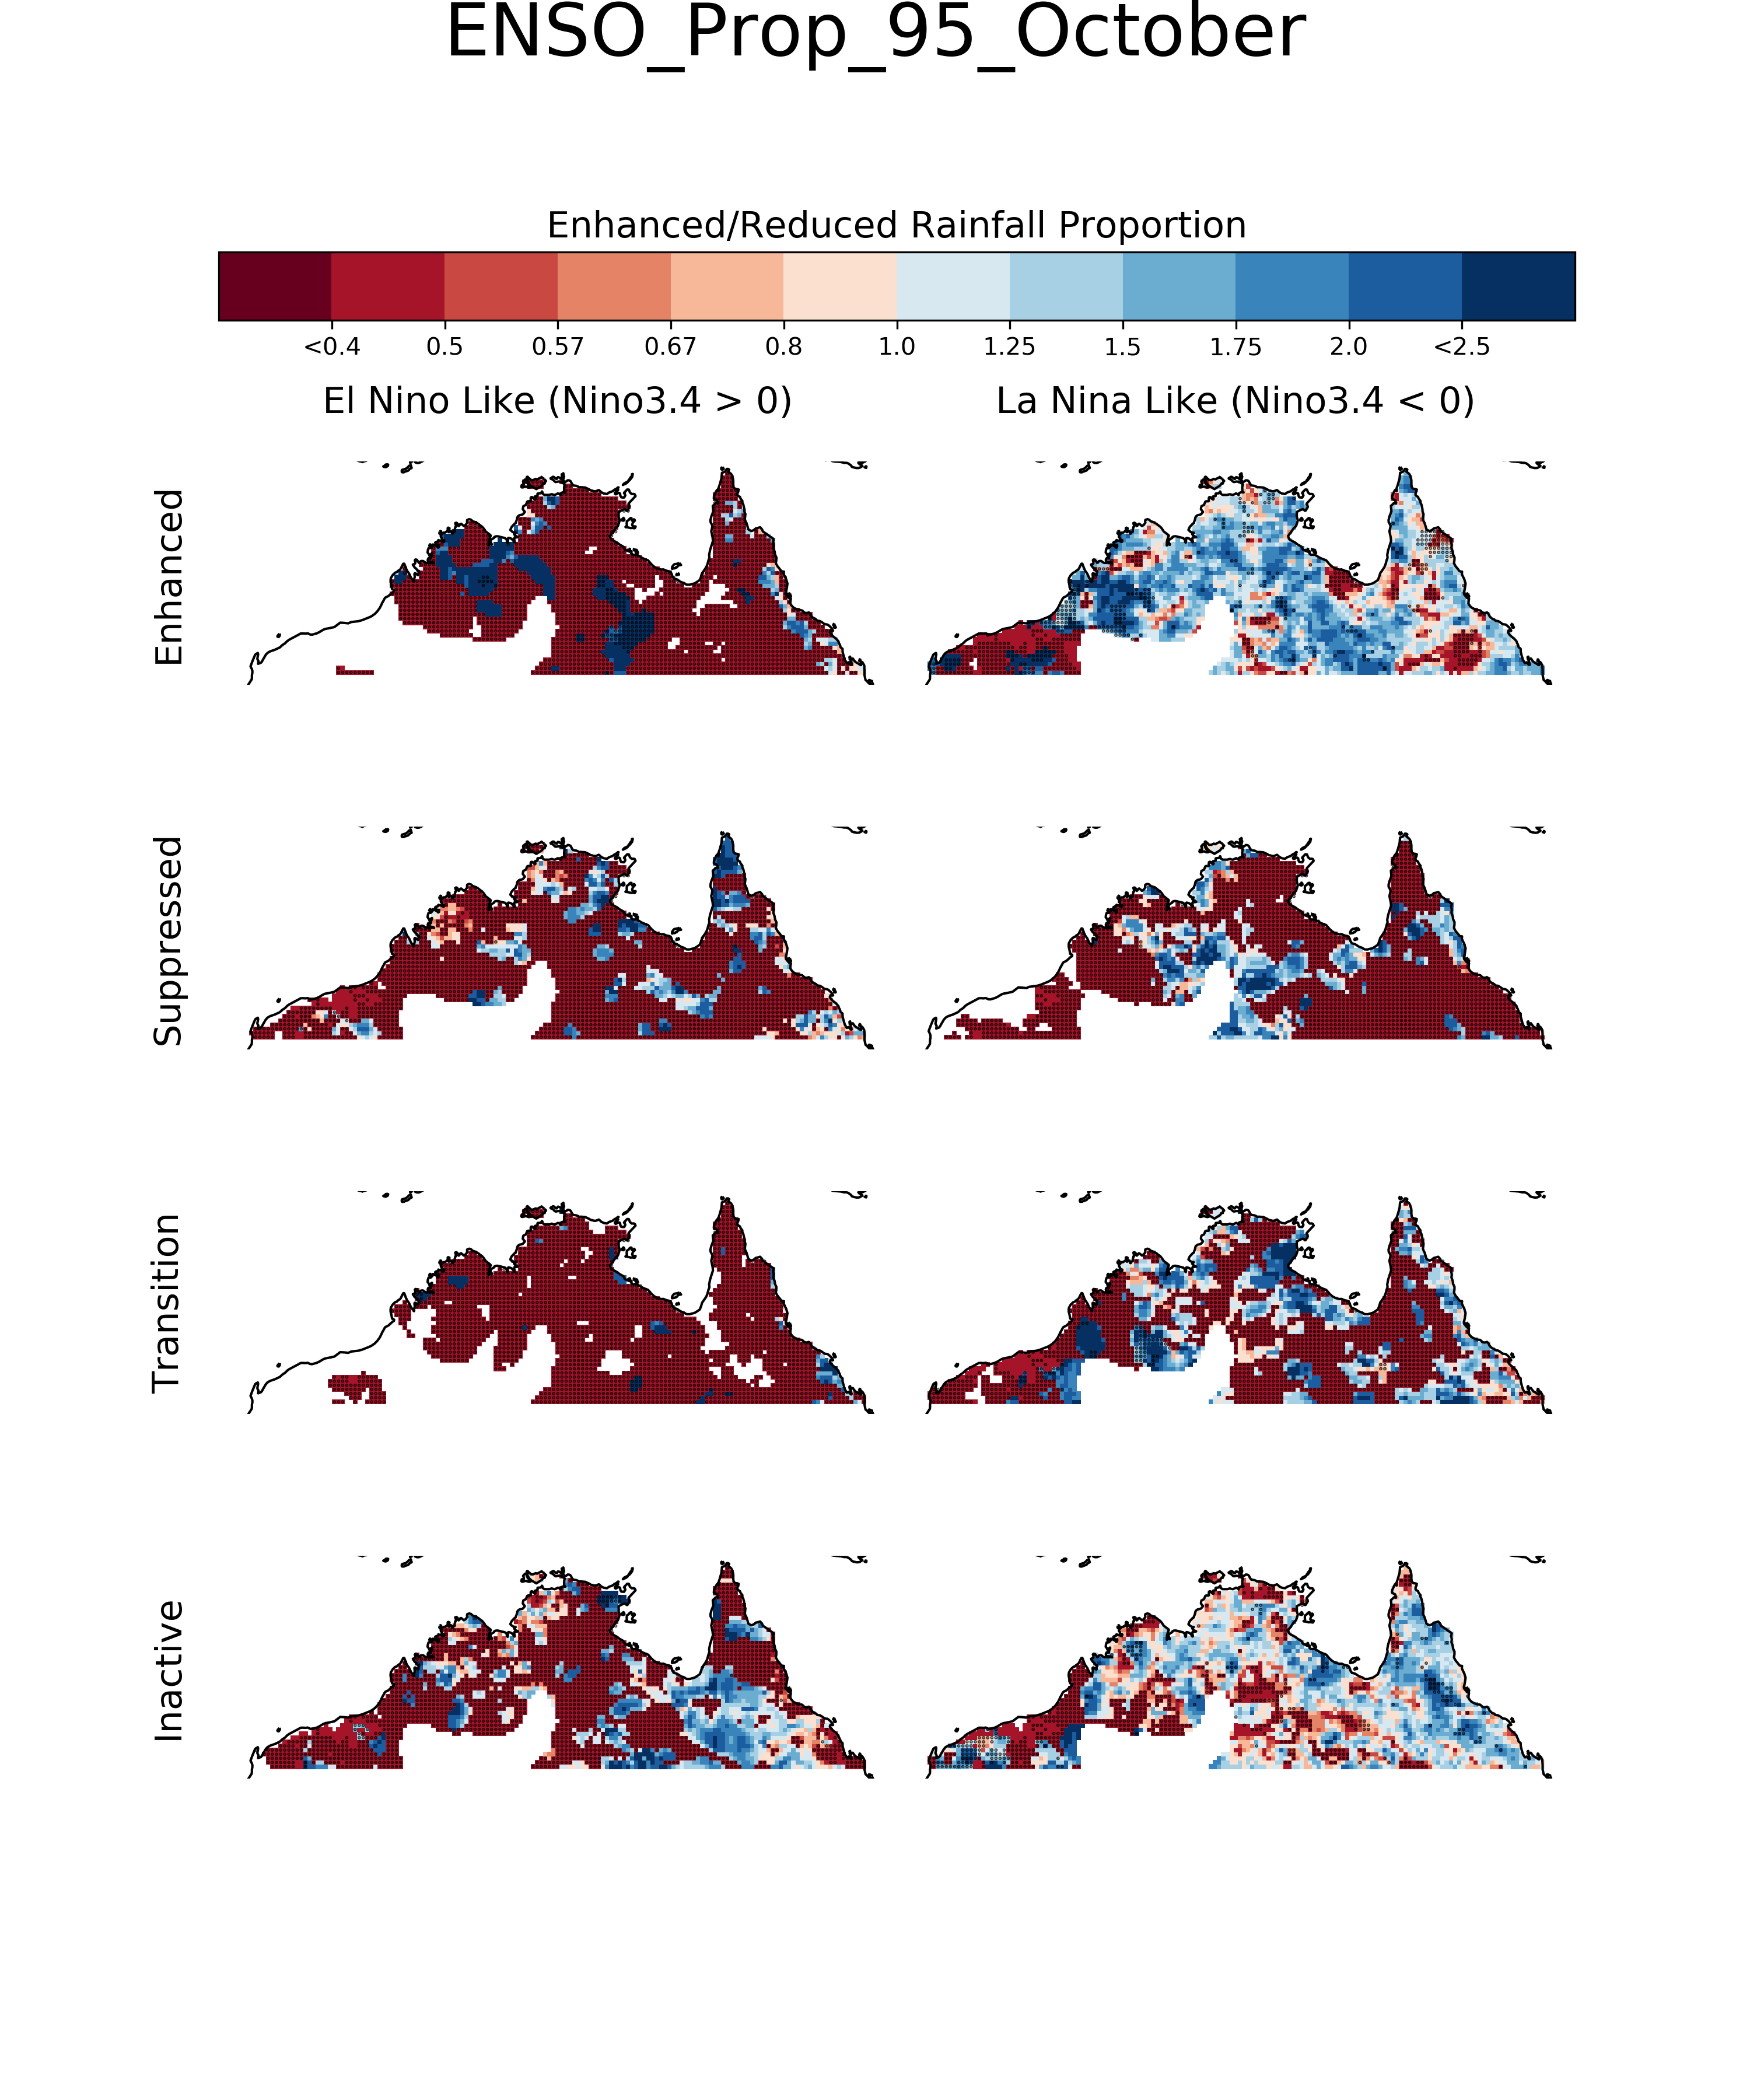 ENSO_Prop_95_October
Enhanced/Reduced Rainfall Proportion
<0.4 0.5 0.57 0.67 0.8 1.0 1.25 1.5 1.75 2.0 <2.5
El Nino Like (Nino3.4 > 0) La Nina Like (Nino3.4 < 0)
Enhanced
Suppressed
Transition
Inactive